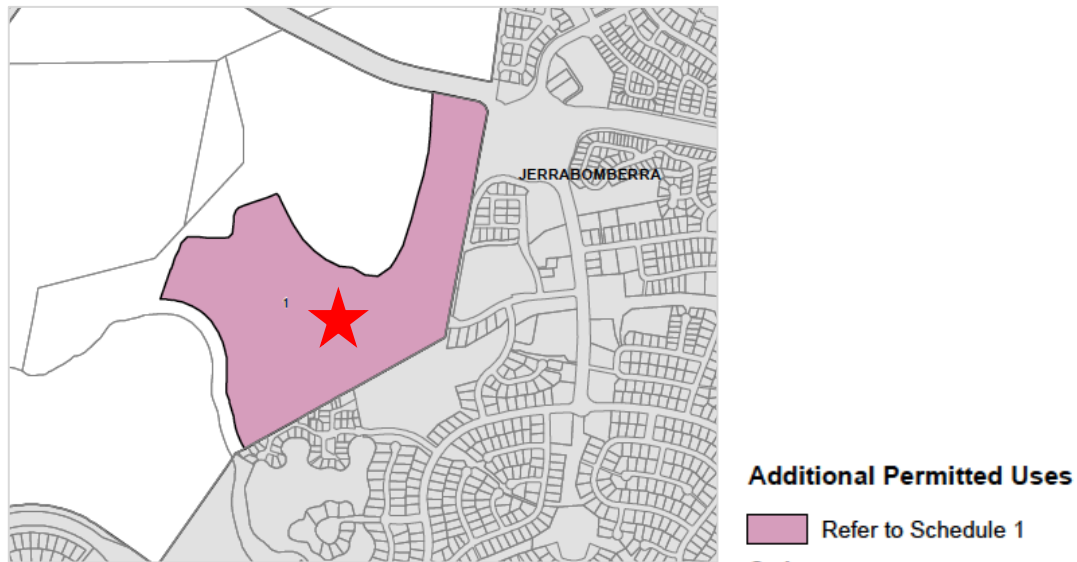 JERRABOMBERRA
1
Additional Permitted Uses
Refer to Schedule 1